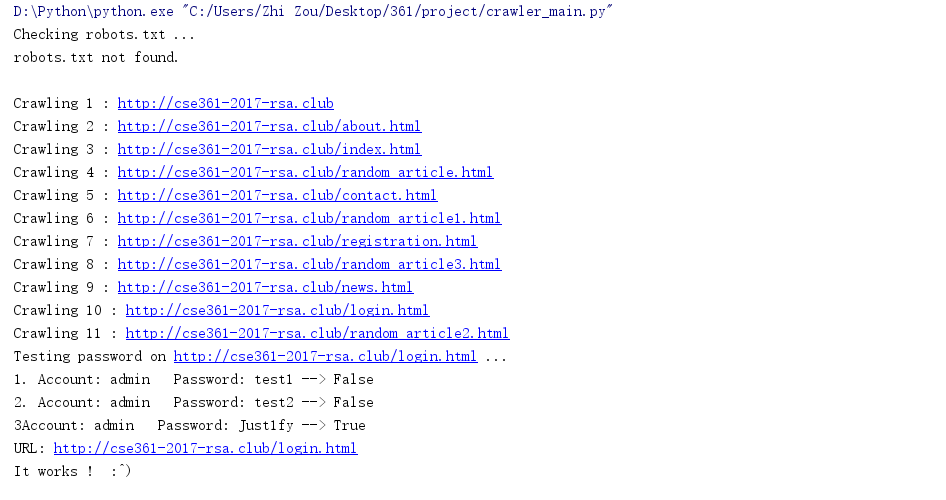 D:\Python\python.exe "C:/Users/Zhi Zou/Desktop/361/project/crawler_main.py"
Checking robots.txt ...
robots.txt not found.
Crawling 1 : http://cse361-2017-rsa.club
Crawling 2 : http://cse361-2017-rsa.club/about.html
Crawling 3 : http://cse361-2017-rsa.club/index.html
Crawling 4 : http://cse361-2017-rsa.club/random_article.html
Crawling 5 : http://cse361-2017-rsa.club/contact.html
Crawling 6 : http://cse361-2017-rsa.club/random_article1.html
Crawling 7 : http://cse361-2017-rsa.club/registration.html
Crawling 8 : http://cse361-2017-rsa.club/random_article3.html
Crawling 9 : http://cse361-2017-rsa.club/news.html
Crawling 10 : http://cse361-2017-rsa.club/login.html
Crawling 11 : http://cse361-2017-rsa.club/random_article2.html
Testing password on http://cse361-2017-rsa.club/login.html ...
1. Account: admin   Password: test1 --> False
2. Account: admin   Password: test2 --> False
3Account: admin   Password: Just1fy --> True
URL: http://cse361-2017-rsa.club/login.html
It works !  :^)